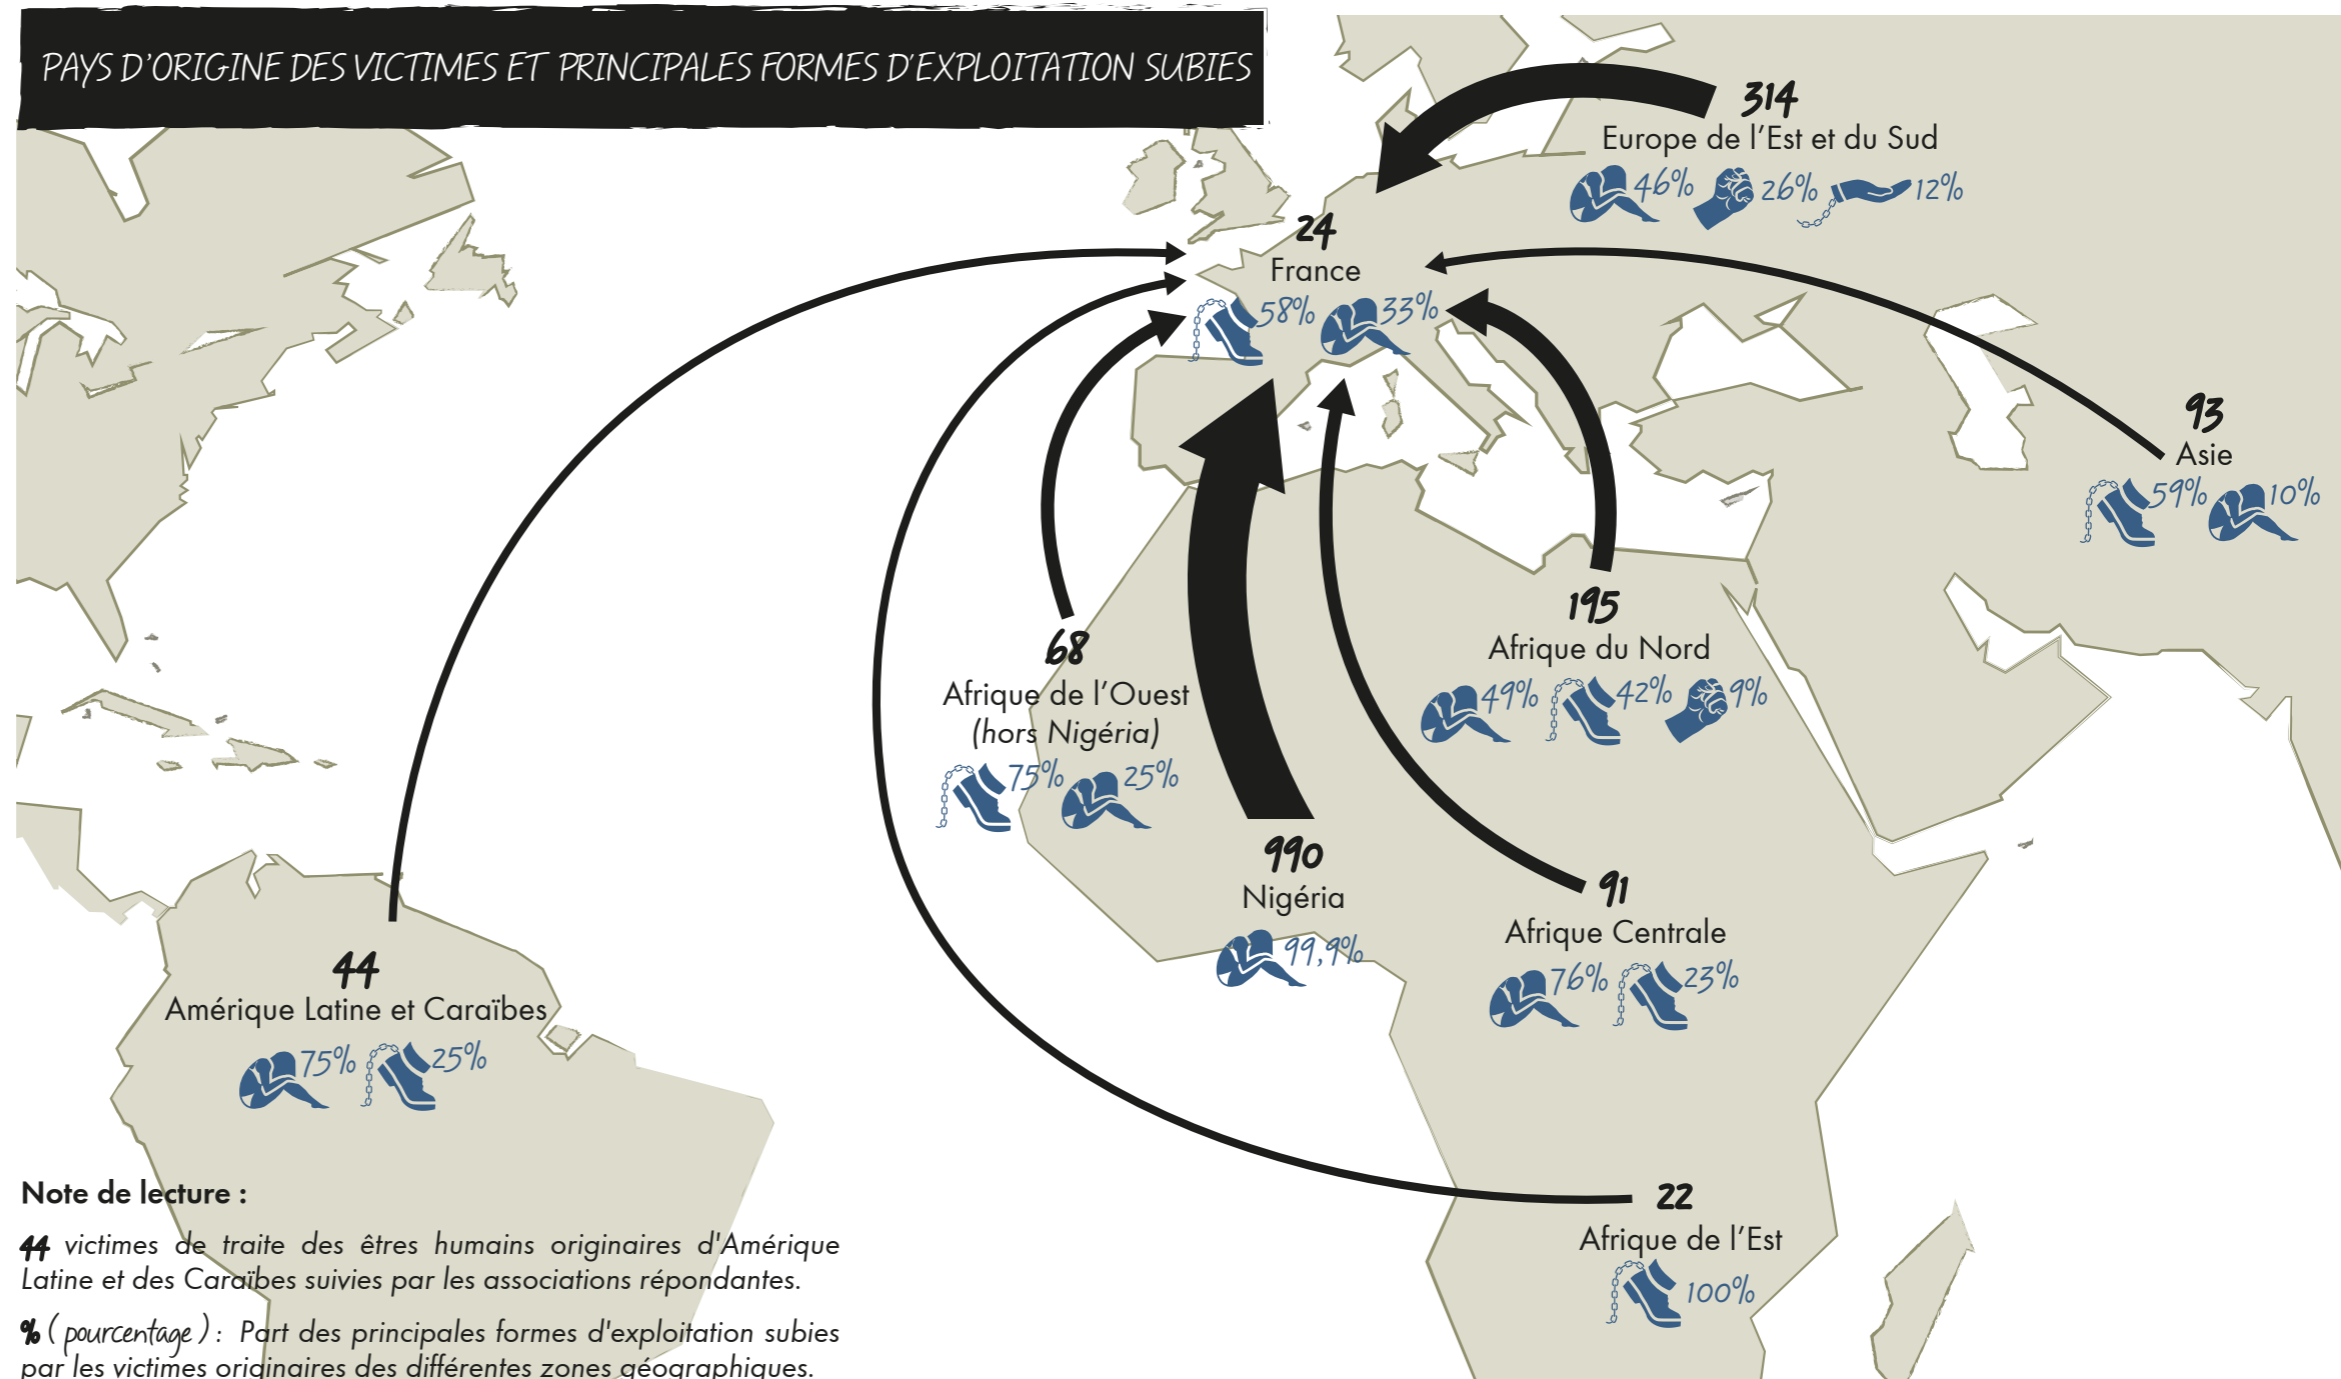 PAYS D'ORIGINE DES VICTIMES ET PRINCIPALES FORMES D'EXPLOITATION SUBIES
314
Europe de l'Est et du Sud
46% 26% 12%
24
France
58% 33%
93
Asie
59% 10%
195
Afrique du Nord
49% 42% 9%
68
Afrique de l'Ouest
(hors Nigéria)
75% 25%
990
Nigéria
99,9%
91
Afrique Centrale
76% 23%
44
Amérique Latine et Caraïbes
75% 25%
22
Afrique de l'Est
100%
Note de lecture :
44 victimes de traite des êtres humains originaires d'Amérique
Latine et des Caraïbes suivies par les associations répondantes.
% (pourcentage) : Part des principales formes d'exploitation subies
par les victimes originaires des différentes zones géographiques.